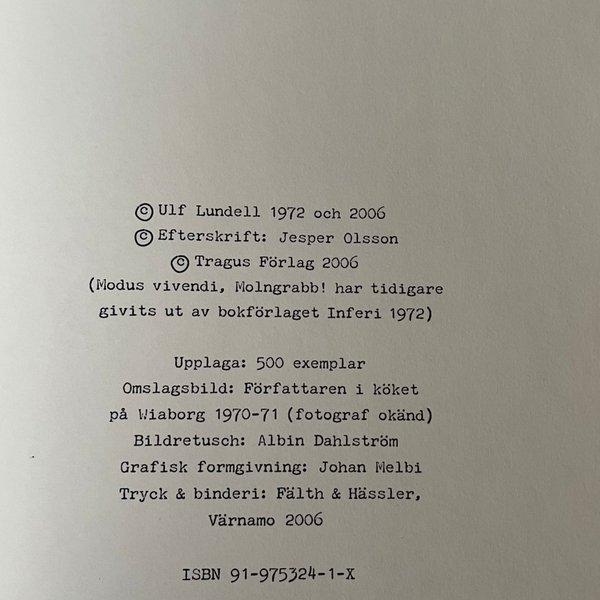 © Ulf Lundell 1972 och 2006
© Efterskrift: Jesper Olsson
© Tragus Förlag 2006
(Modus vivendi, Molngrabb! har tidigare
givits ut av bokförlaget Inferi 1972)
Upplaga: 500 exemplar
Omslagsbild: Författaren i köket
på Wiaborg 1970-71 (fotograf okänd)
Bildretusch: Albin Dahlström
Grafisk formgivning: Johan Melbi
Tryck & binderi: Fälth & Hässler,
Värnamo 2006
ISBN 91-975324-1-X